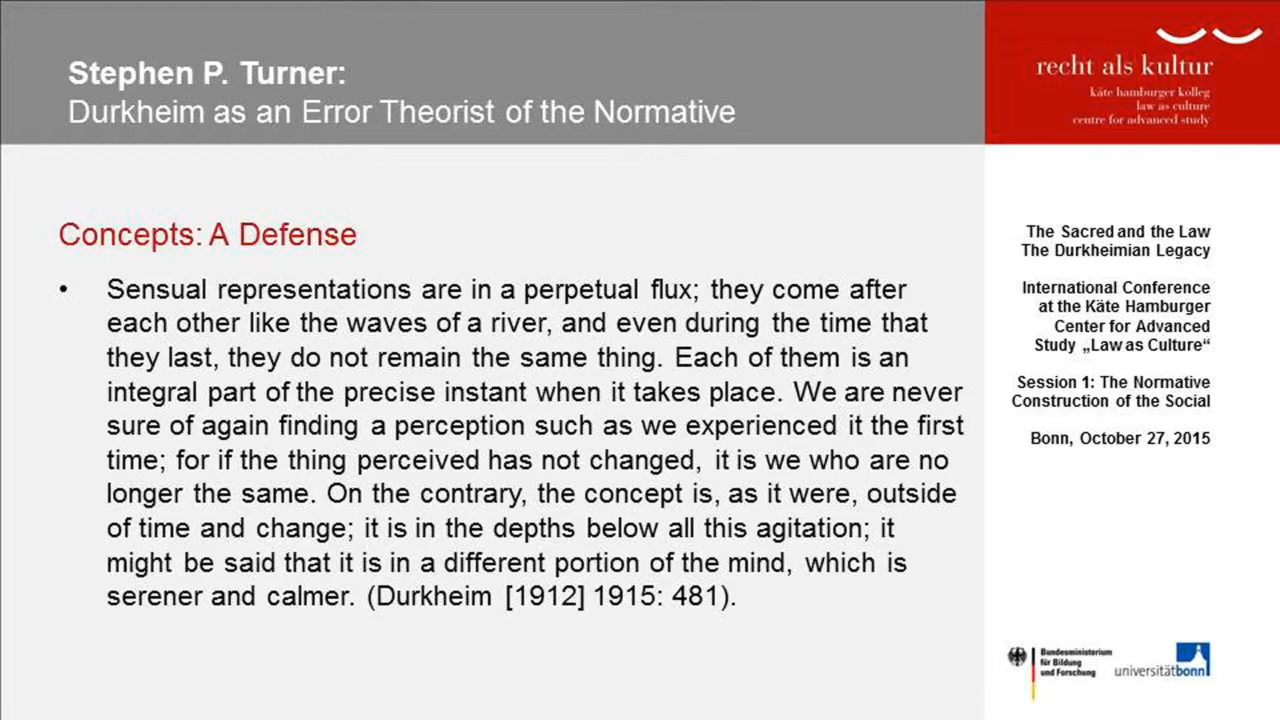 Stephen P. Turner:
Durkheim as an Error Theorist of the Normative
recht als kultur
käte hamburger kolleg
law as culture
centre for advanced study
Concepts: A Defense
• Sensual representations are in a perpetual flux; they come after
each other like the waves of a river, and even during the time that
they last, they do not remain the same thing. Each of them is an
integral part of the precise instant when it takes place. We are never
sure of again finding a perception such as we experienced it the first
time; for if the thing perceived has not changed, it is we who are no
longer the same. On the contrary, the concept is, as it were, outside
of time and change; it is in the depths below all this agitation; it
might be said that it is in a different portion of the mind, which is
serener and calmer. (Durkheim [1912] 1915: 481).
The Sacred and the Law
The Durkheimian Legacy
International Conference
at the Käte Hamburger
Center for Advanced
Study „Law as Culture“
Session 1: The Normative
Construction of the Social
Bonn, October 27, 2015
Bundesministerium
für Bildung
und Forschung
universitätbonn